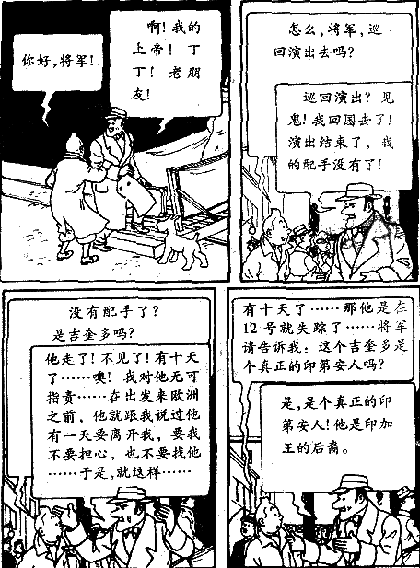 你好，将军！
啊！我的
上帝！丁
丁！老朋
友！
怎么，将军，巡
回演出去吗？
巡回演出？见
鬼！我回国去了！
演出结束了，我
的配手没有了！
没有配手了？
是吉奎多吗？
他走了！不见了！有十天
了……噢！我对他无可
指责……在出发来欧洲
之前，他就跟我说过他
有一天要离开我，要我
不要担心，也不要找他
……于是，就这样……
有十天了……那他是在
12号就失踪了……将军
请告诉我：这个吉奎多是
个真正的印第安人吗？
是，是个真正的印
第安人！他是印加
王的后裔。